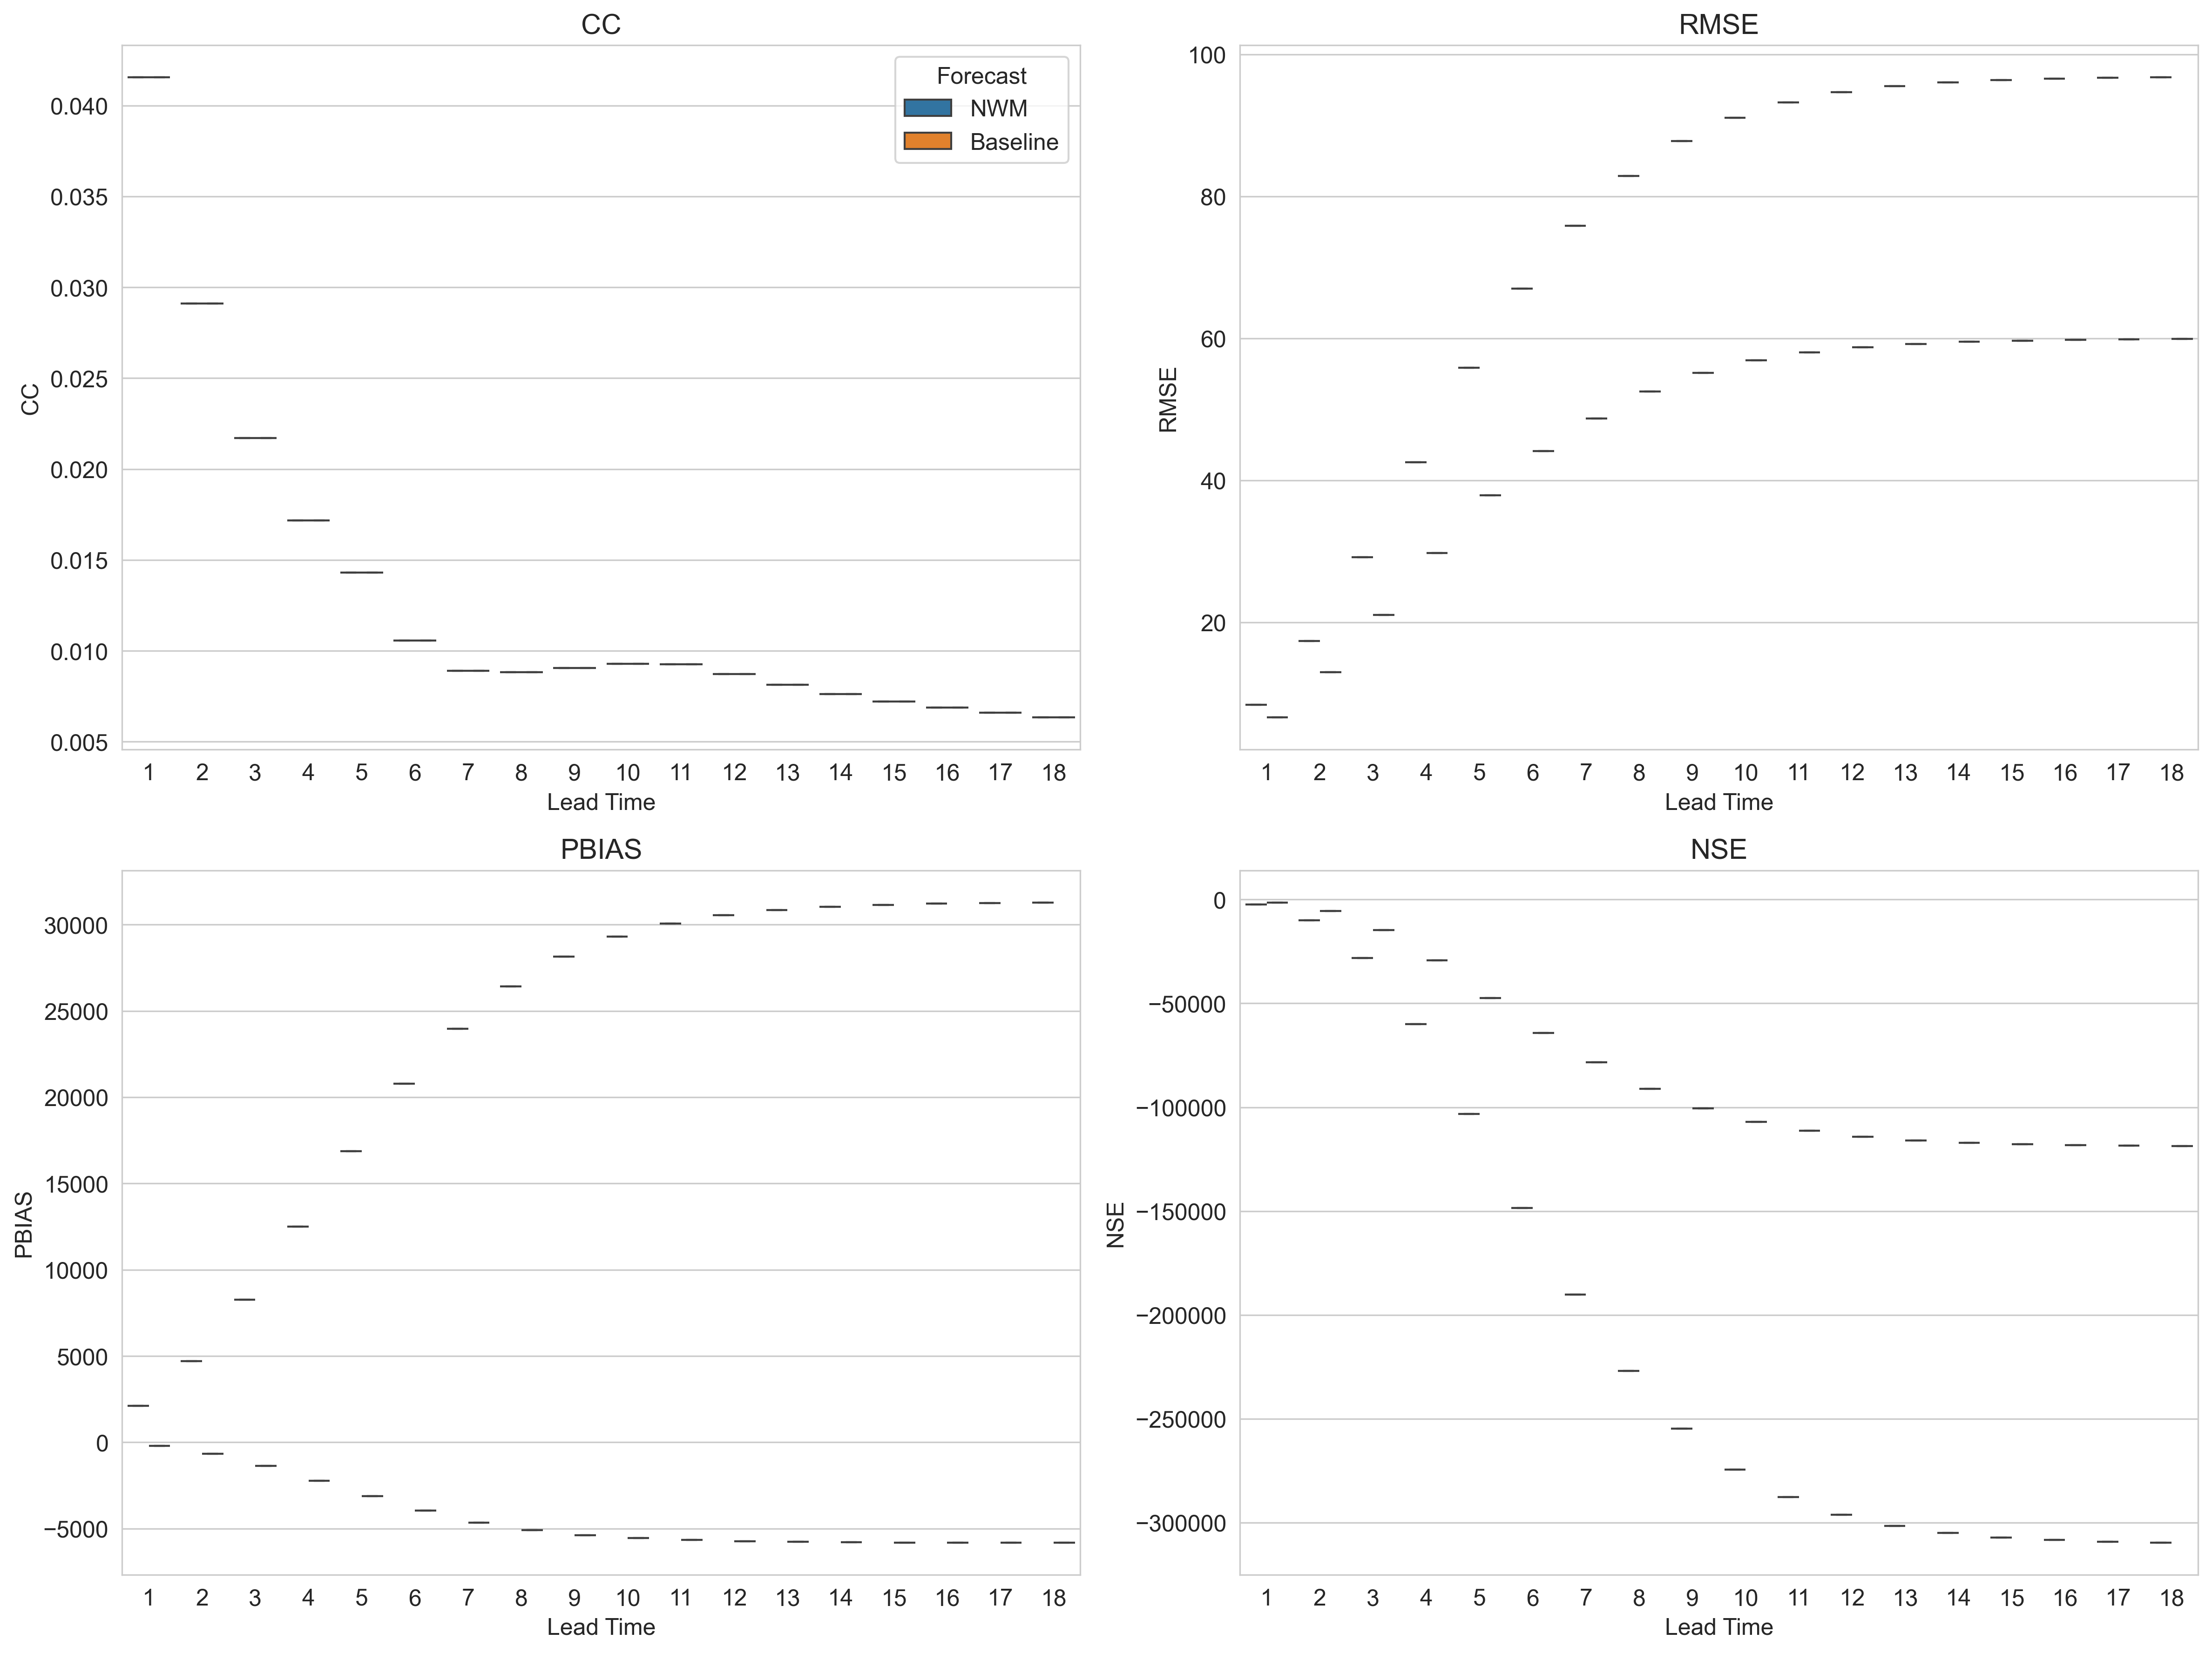 CC
0.040
0.035
0.030
0.025
0.020
0.015
0.010
0.005
CC
Forecast
NWM
Baseline
1 2 3 4 5 6 7 8 9 10 11 12 13 14 15 16 17 18
Lead Time
RMSE
100
80
60
40
20
RMSE
1 2 3 4 5 6 7 8 9 10 11 12 13 14 15 16 17 18
Lead Time
PBIAS
30000
25000
20000
15000
10000
5000
0
−5000
PBIAS
1 2 3 4 5 6 7 8 9 10 11 12 13 14 15 16 17 18
Lead Time
NSE
0
−50000
−100000
−150000
−200000
−250000
−300000
NSE
1 2 3 4 5 6 7 8 9 10 11 12 13 14 15 16 17 18
Lead Time